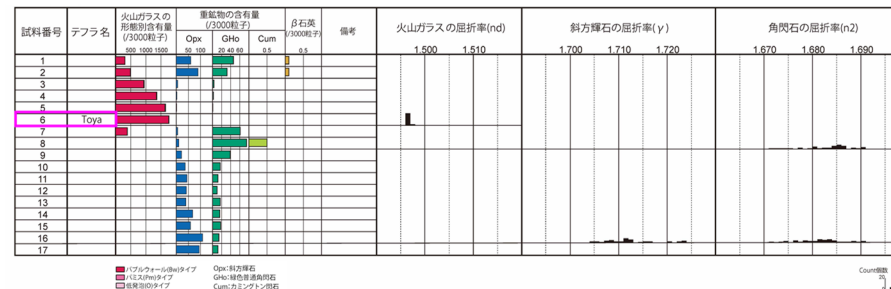 試料番号 テフラ名 火山ガラスの形態別含有量(/3000粒子) 重鉱物の含有量(/3000粒子) β石英(/3000粒子) 備考 火山ガラスの屈折率(nd) 斜方輝石の屈折率(γ) 角閃石の屈折率(n2)
Opx GHo Cum
500 1000 1500 50 100 20 40 60 0.5 0.5 1.500 1.510 1.700 1.710 1.720 1.670 1.680 1.690
1
2
3
4
5
6 Toya
7
8
9
10
11
12
13
14
15
16
17
バブルウォール(Bw)タイプ Opx:斜方輝石
パミス(Pm)タイプ GHo:緑色普通角閃石
低発泡(O)タイプ Cum:カミングトン閃石
Count個数
20
0